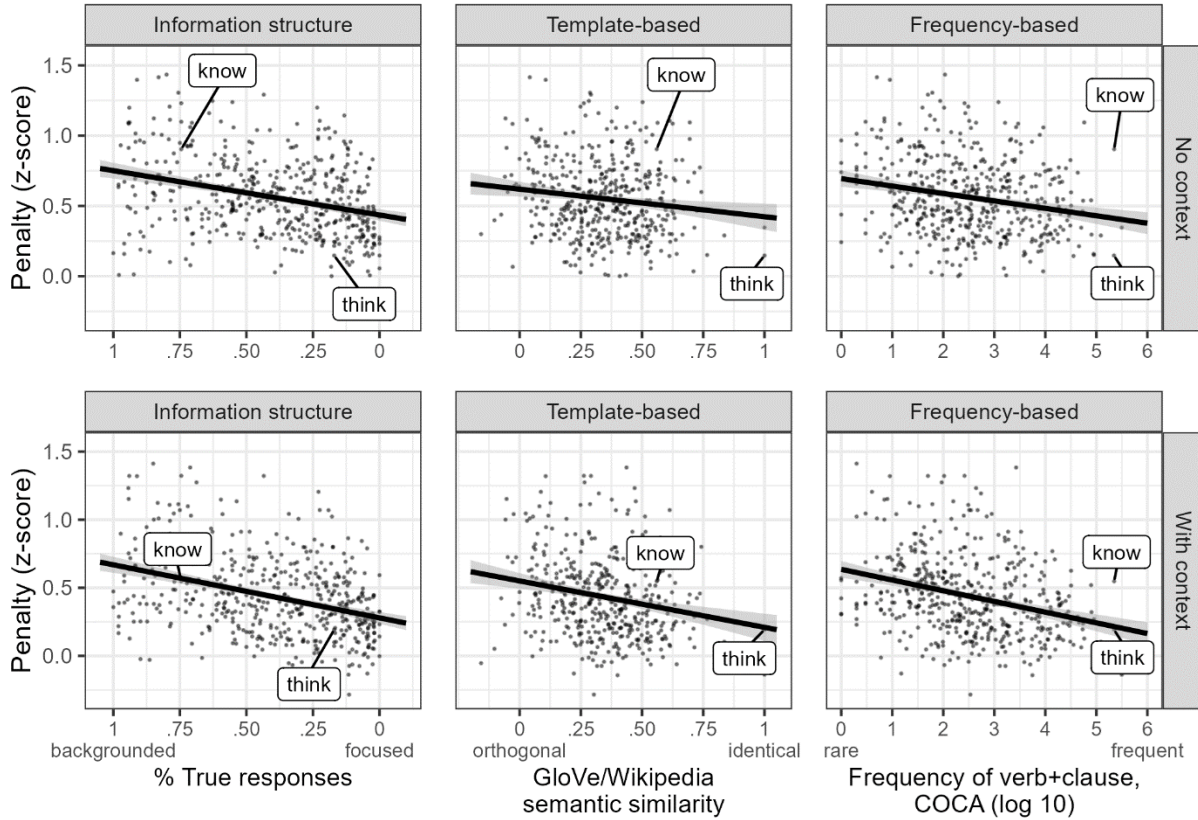 Information structure
Template-based
Frequency-based
Penalty (z-score)
1.5
1.0
0.5
0.0
know
think
know
think
know
think
No context
1 .75 .50 .25 0
0 .25 .50 .75 1
0 1 2 3 4 5 6
Information structure
Template-based
Frequency-based
Penalty (z-score)
1.5
1.0
0.5
0.0
know
think
know
think
know
think
With context
1 .75 .50 .25 0
0 .25 .50 .75 1
0 1 2 3 4 5 6
backgrounded focused
orthogonal identical
rare frequent
% True responses
GloVe/Wikipedia
semantic similarity
Frequency of verb+clause,
COCA (log 10)